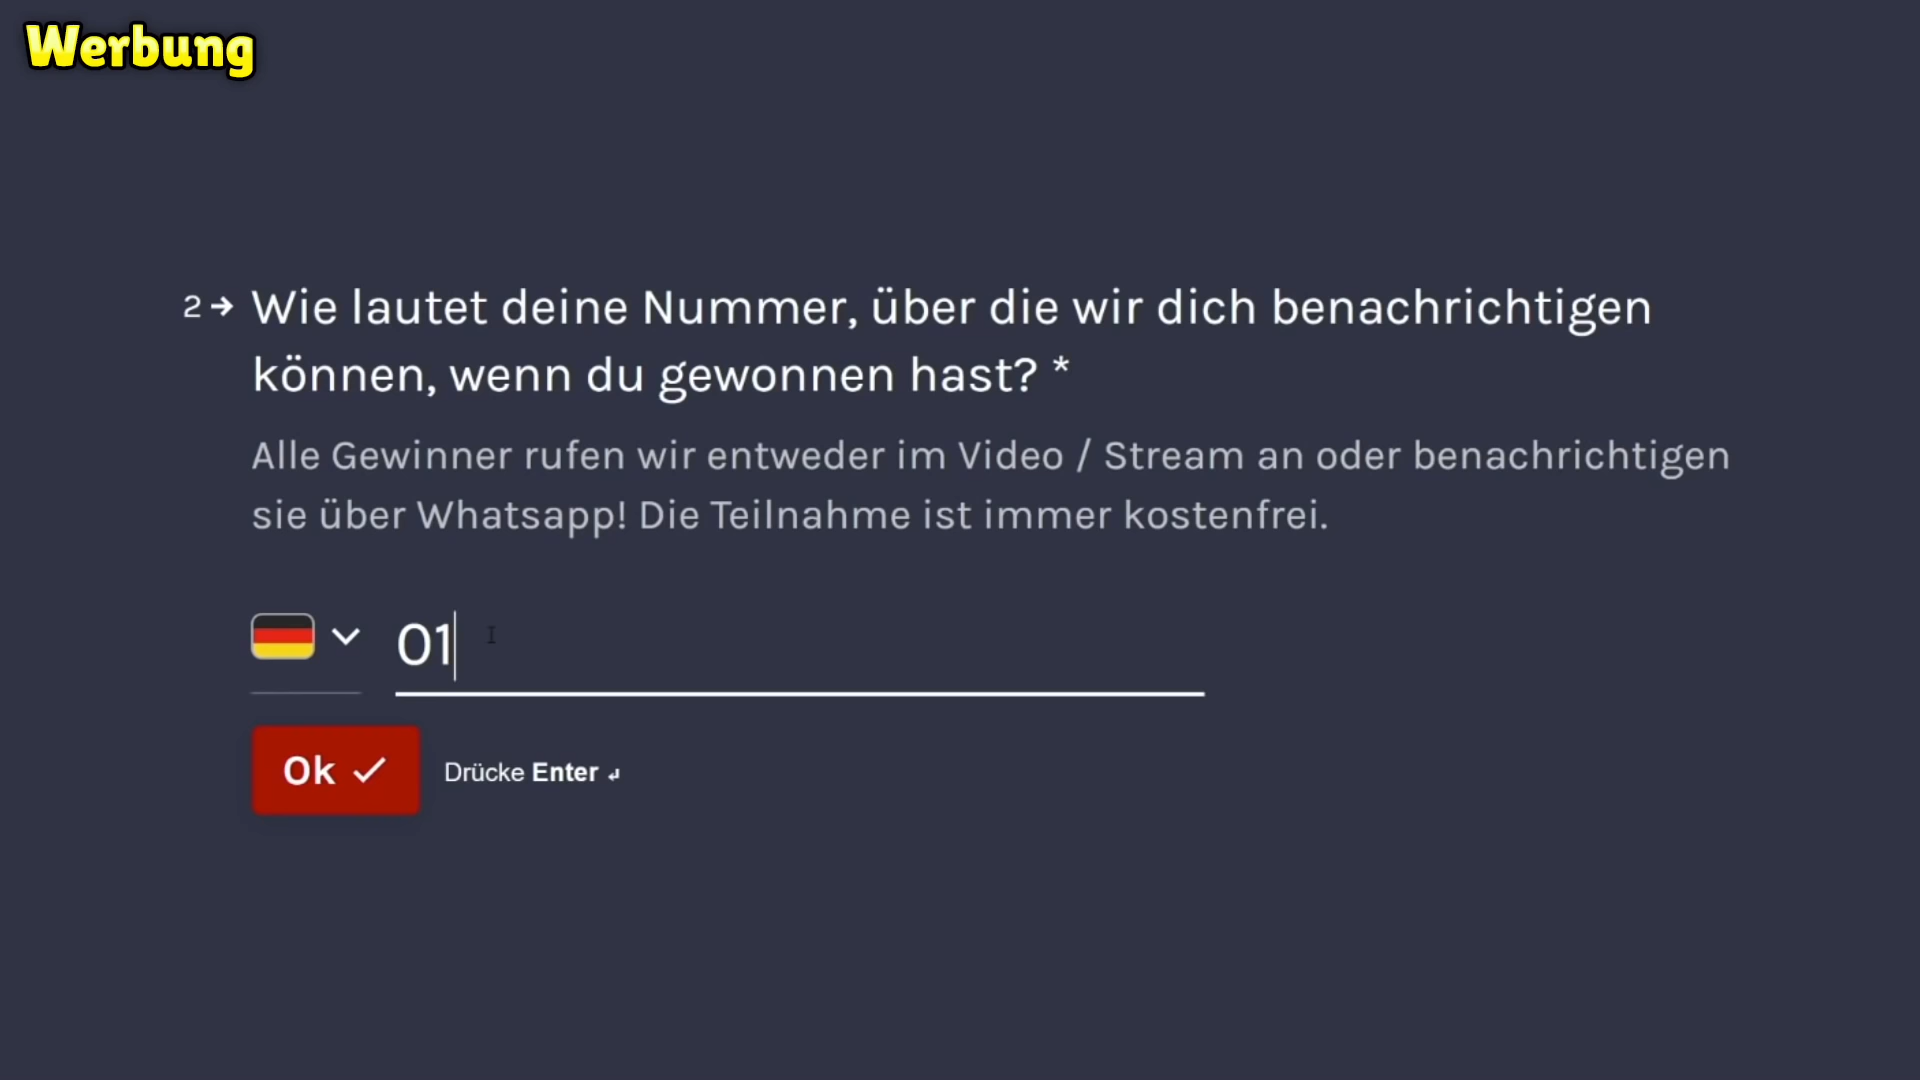 Werbung
2 → Wie lautet deine Nummer, über die wir dich benachrichtigen
können, wenn du gewonnen hast? *
Alle Gewinner rufen wir entweder im Video / Stream an oder benachrichtigen
sie über Whatsapp! Die Teilnahme ist immer kostenfrei.
01
Ok ✓ Drücke Enter ↲